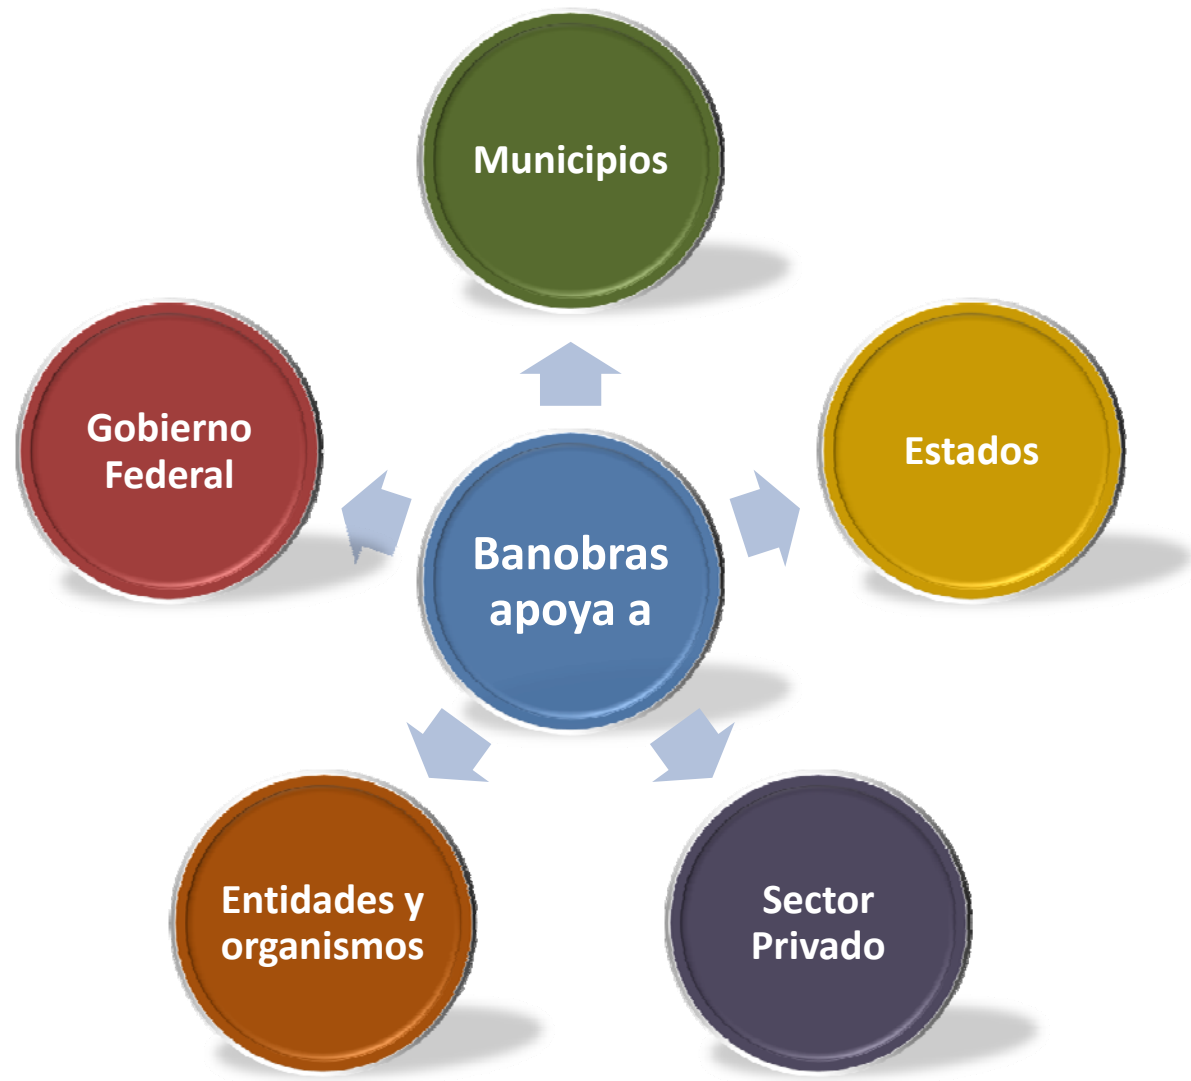 Municipios
Gobierno
Federal
Estados
Banobras
apoya a
Entidades y
organismos
Sector
Privado